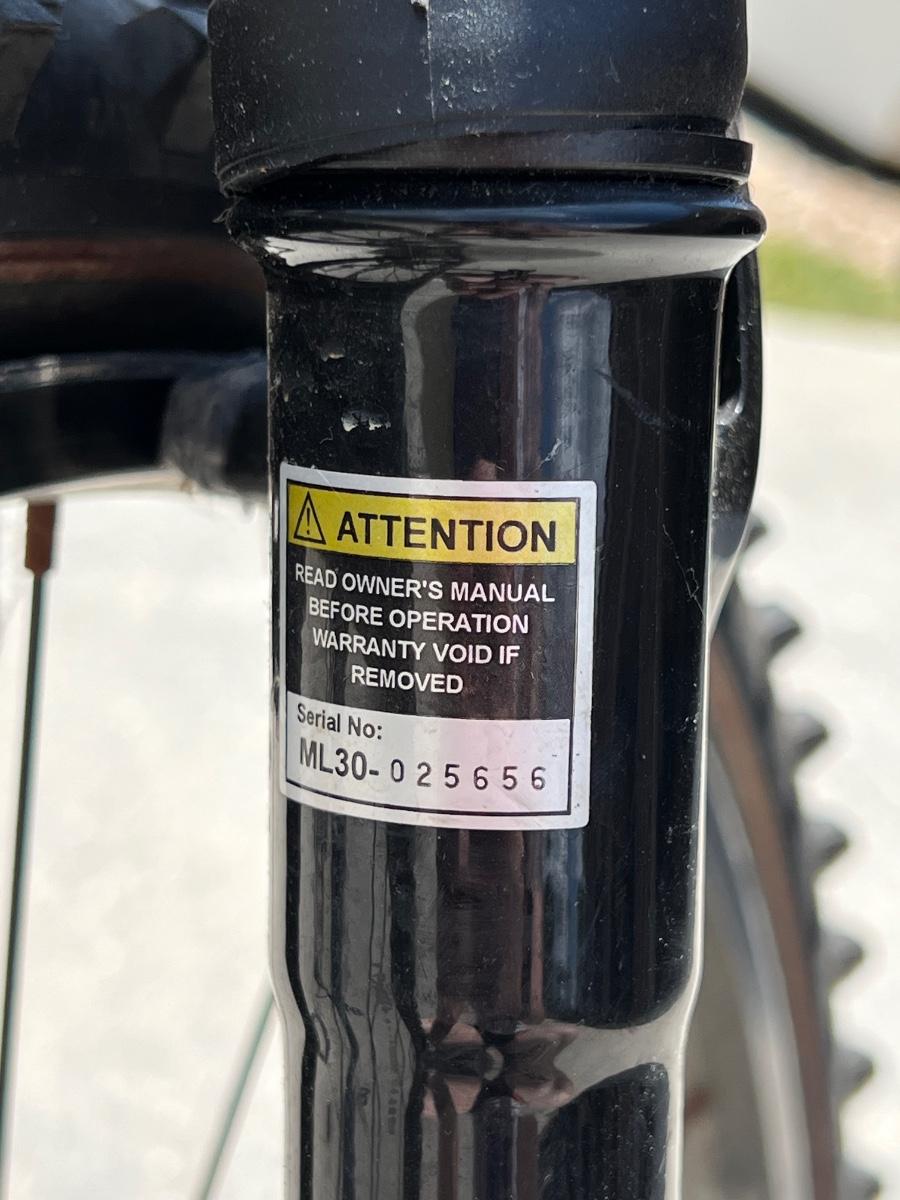 ATTENTION
READ OWNER'S MANUAL
BEFORE OPERATION
WARRANTY VOID IF
REMOVED
Serial No:
ML30-025656